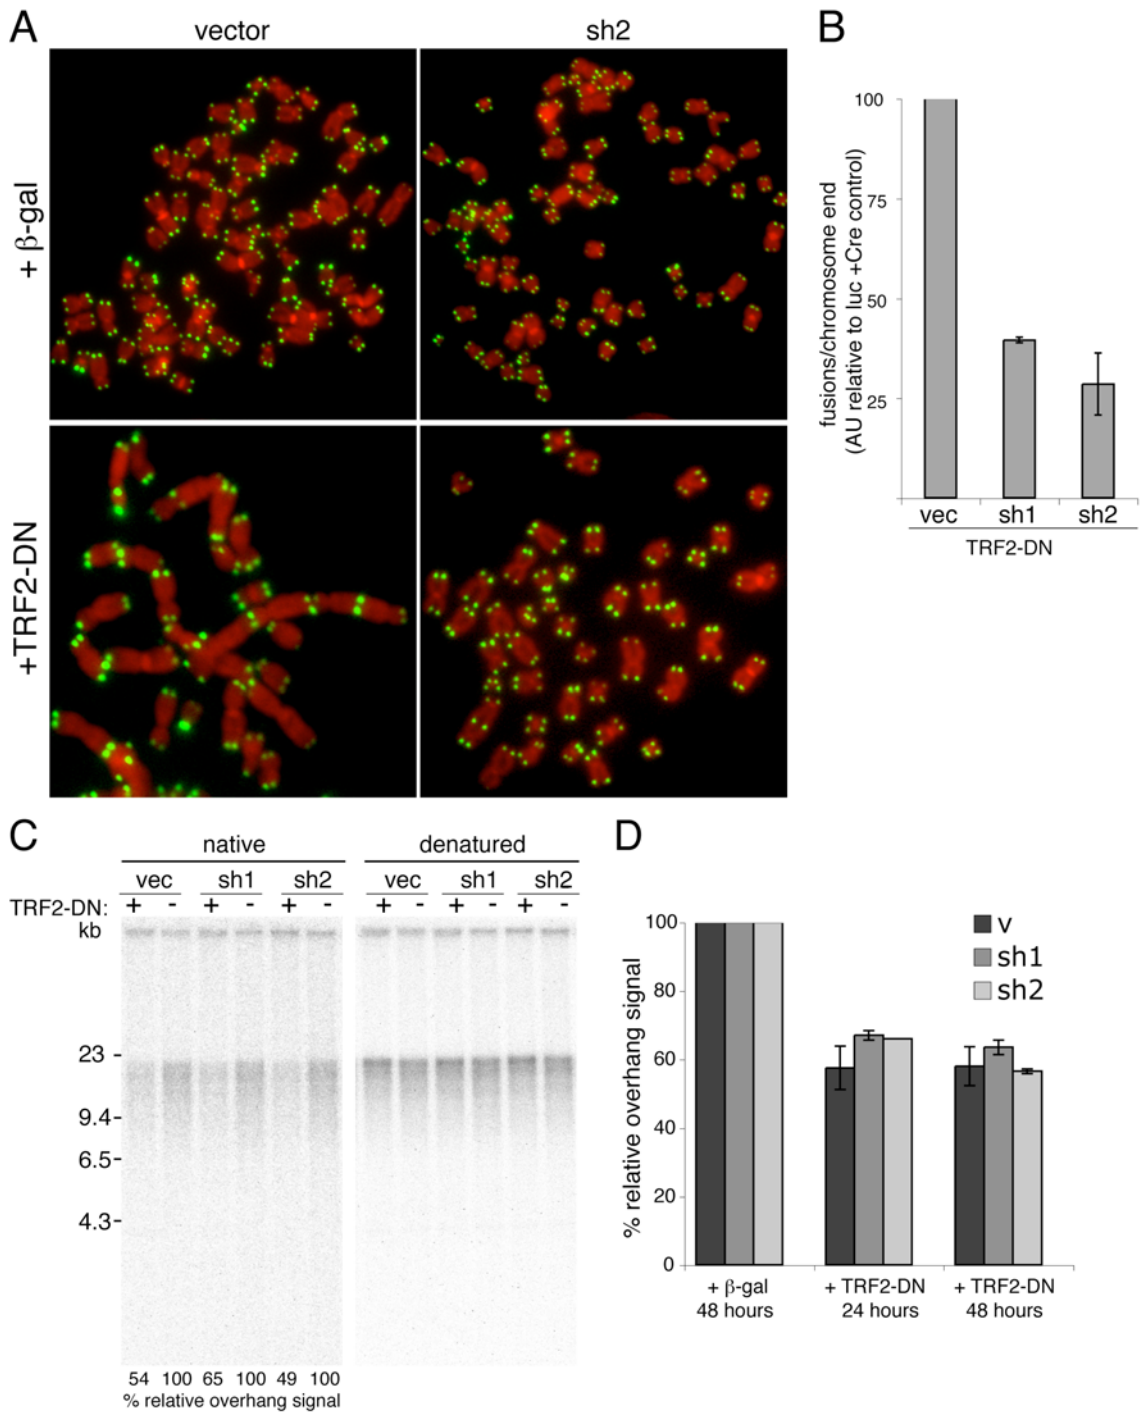 A
vector
sh2
+ β-gal
+TRF2-DN
B
fusions/chromosome end
(AU relative to luc +Cre control)
100
75
50
25
vec sh1 sh2
TRF2-DN
C
native denatured
vec sh1 sh2 vec sh1 sh2
TRF2-DN: + - + - + - + - + - + -
kb
23
9.4
6.5
4.3
54 100 65 100 49 100
% relative overhang signal
D
% relative overhang signal
100
80
60
40
20
0
v
sh1
sh2
+ β-gal + TRF2-DN + TRF2-DN
48 hours 24 hours 48 hours